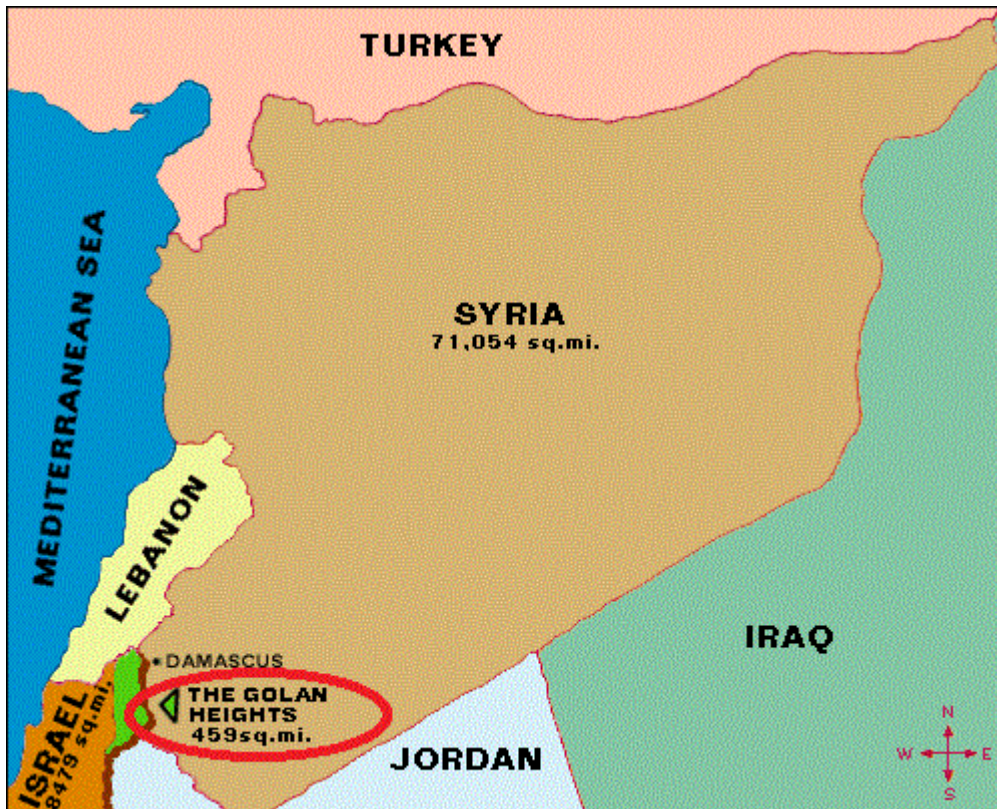 TURKEY
MEDITERRANEAN SEA
SYRIA
71,054 sq.mi.
LEBANON
IRAQ
DAMASCUS
THE GOLAN
HEIGHTS
459sq.mi.
ISRAEL
8479 sq.mi.
JORDAN
N
W E
S